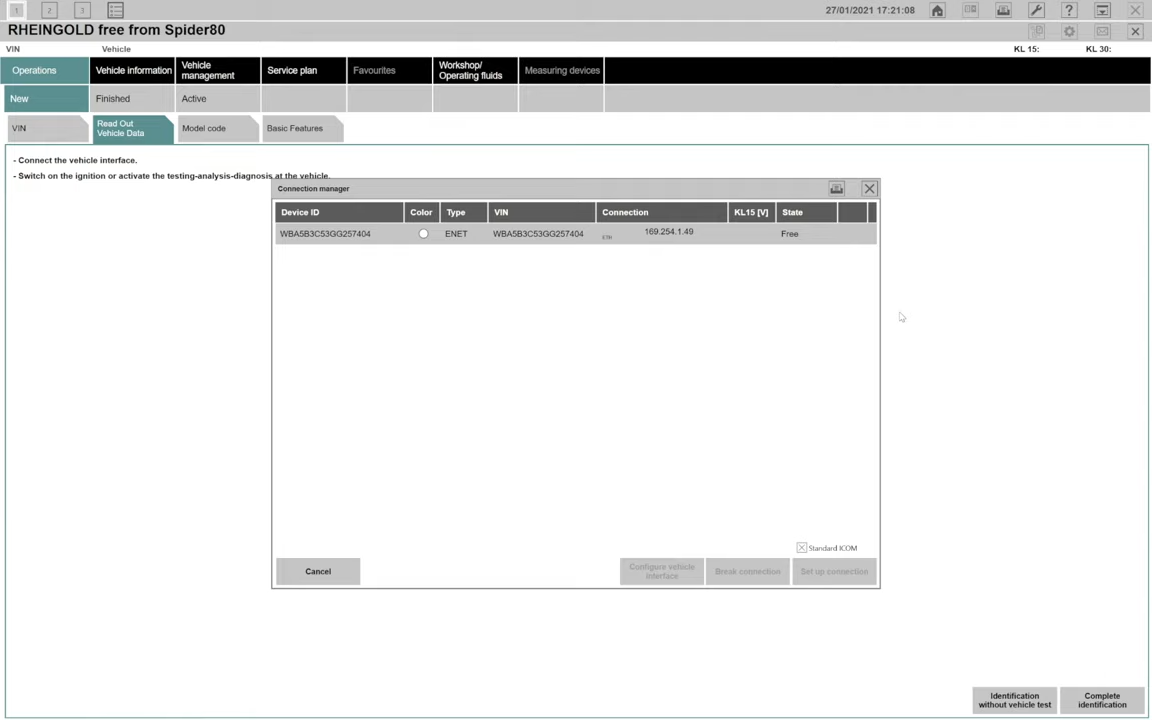 1 2 3 27/01/2021 17:21:08 ?
RHEINGOLD free from Spider80
VIN Vehicle KL 15: KL 30:
Operations
Vehicle information
Vehicle
management
Service plan
Favourites
Workshop/
Operating fluids
Measuring devices
New Finished Active
VIN
Read Out
Vehicle Data
Model code
Basic Features
- Connect the vehicle interface.
- Switch on the ignition or activate the testing-analysis-diagnosis at the vehicle.
Connection manager
Device ID Color Type VIN Connection KL15 [V] State
WBA5B3C53GG257404 ENET WBA5B3C53GG257404 169.254.1.49 Free
Standard ICOM
Cancel
Configure vehicle
interface
Break connection
Set up connection
Identification
without vehicle test
Complete
identification